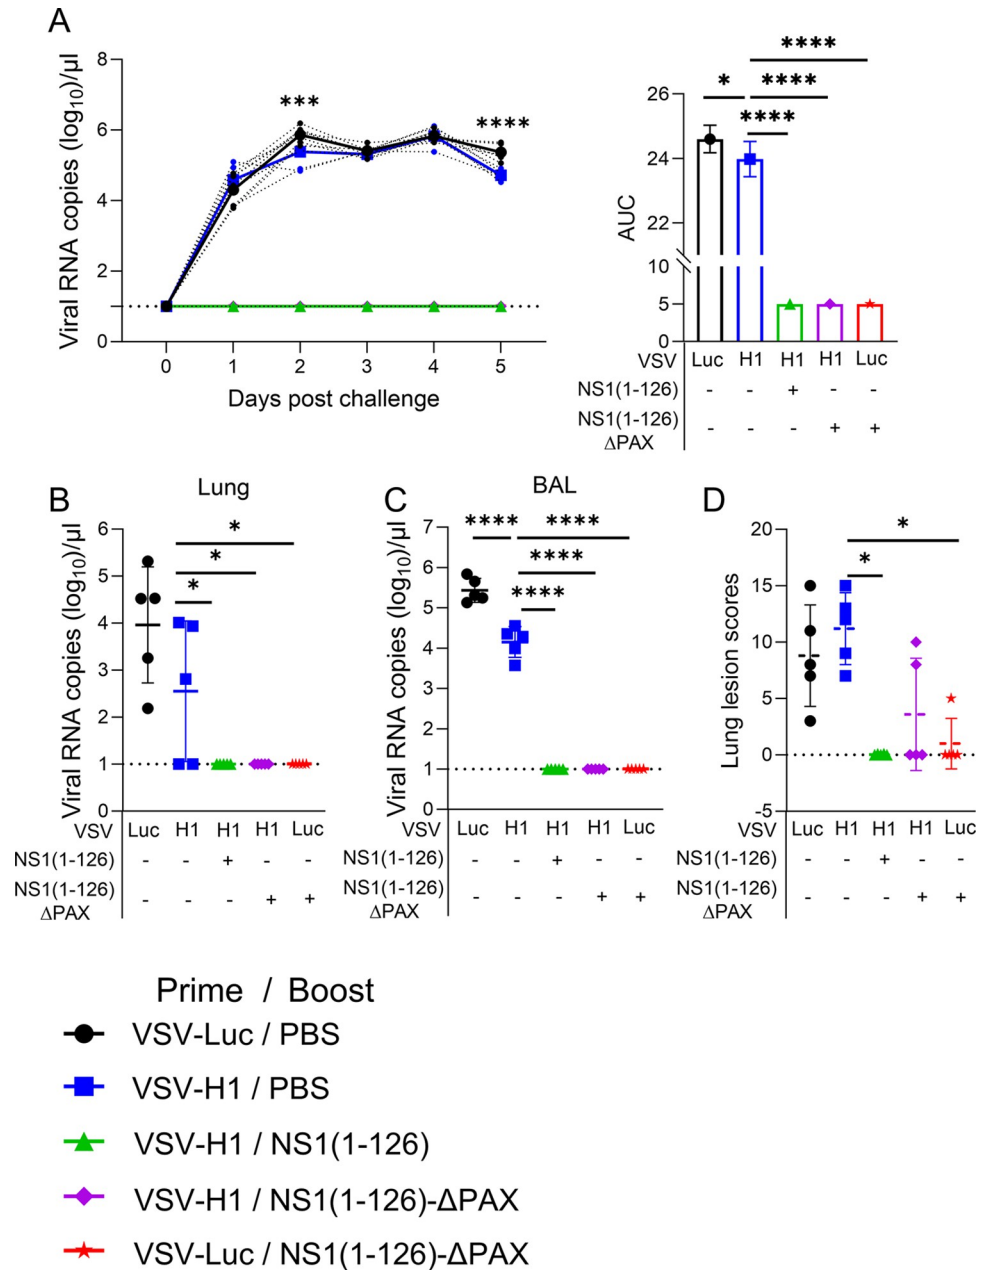 A
Viral RNA copies (log10)/µl
8
6
4
2
0
***
****
0 1 2 3 4 5
Days post challenge
AUC
26
24
22
10
5
0
****
* ****
****
VSV Luc H1 H1 H1 Luc
NS1(1-126) - - + - -
NS1(1-126) - - - + +
ΔPAX
B
Lung
Viral RNA copies (log10)/µl
6
5
4
3
2
1
0
*
*
*
VSV Luc H1 H1 H1 Luc
NS1(1-126) - - + - -
NS1(1-126) - - - + +
ΔPAX
C
BAL
Viral RNA copies (log10)/µl
7
6
5
4
3
2
1
0
**** ****
****
****
VSV Luc H1 H1 H1 Luc
NS1(1-126) - - + - -
NS1(1-126) - - - + +
ΔPAX
D
Lung lesion scores
20
15
10
5
0
-5
*
*
VSV Luc H1 H1 H1 Luc
NS1(1-126) - - + - -
NS1(1-126) - - - + +
ΔPAX
Prime / Boost
VSV-Luc / PBS
VSV-H1 / PBS
VSV-H1 / NS1(1-126)
VSV-H1 / NS1(1-126)-ΔPAX
VSV-Luc / NS1(1-126)-ΔPAX